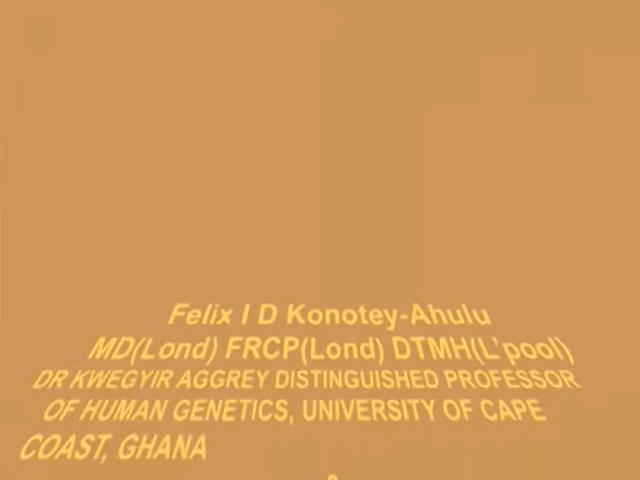 Felix I D Konotey-Ahulu
MD(Lond) FRCP(Lond) DTMH(L'pool)
DR KWEGYIR AGGREY DISTINGUISHED PROFESSOR
OF HUMAN GENETICS, UNIVERSITY OF CAPE
COAST, GHANA